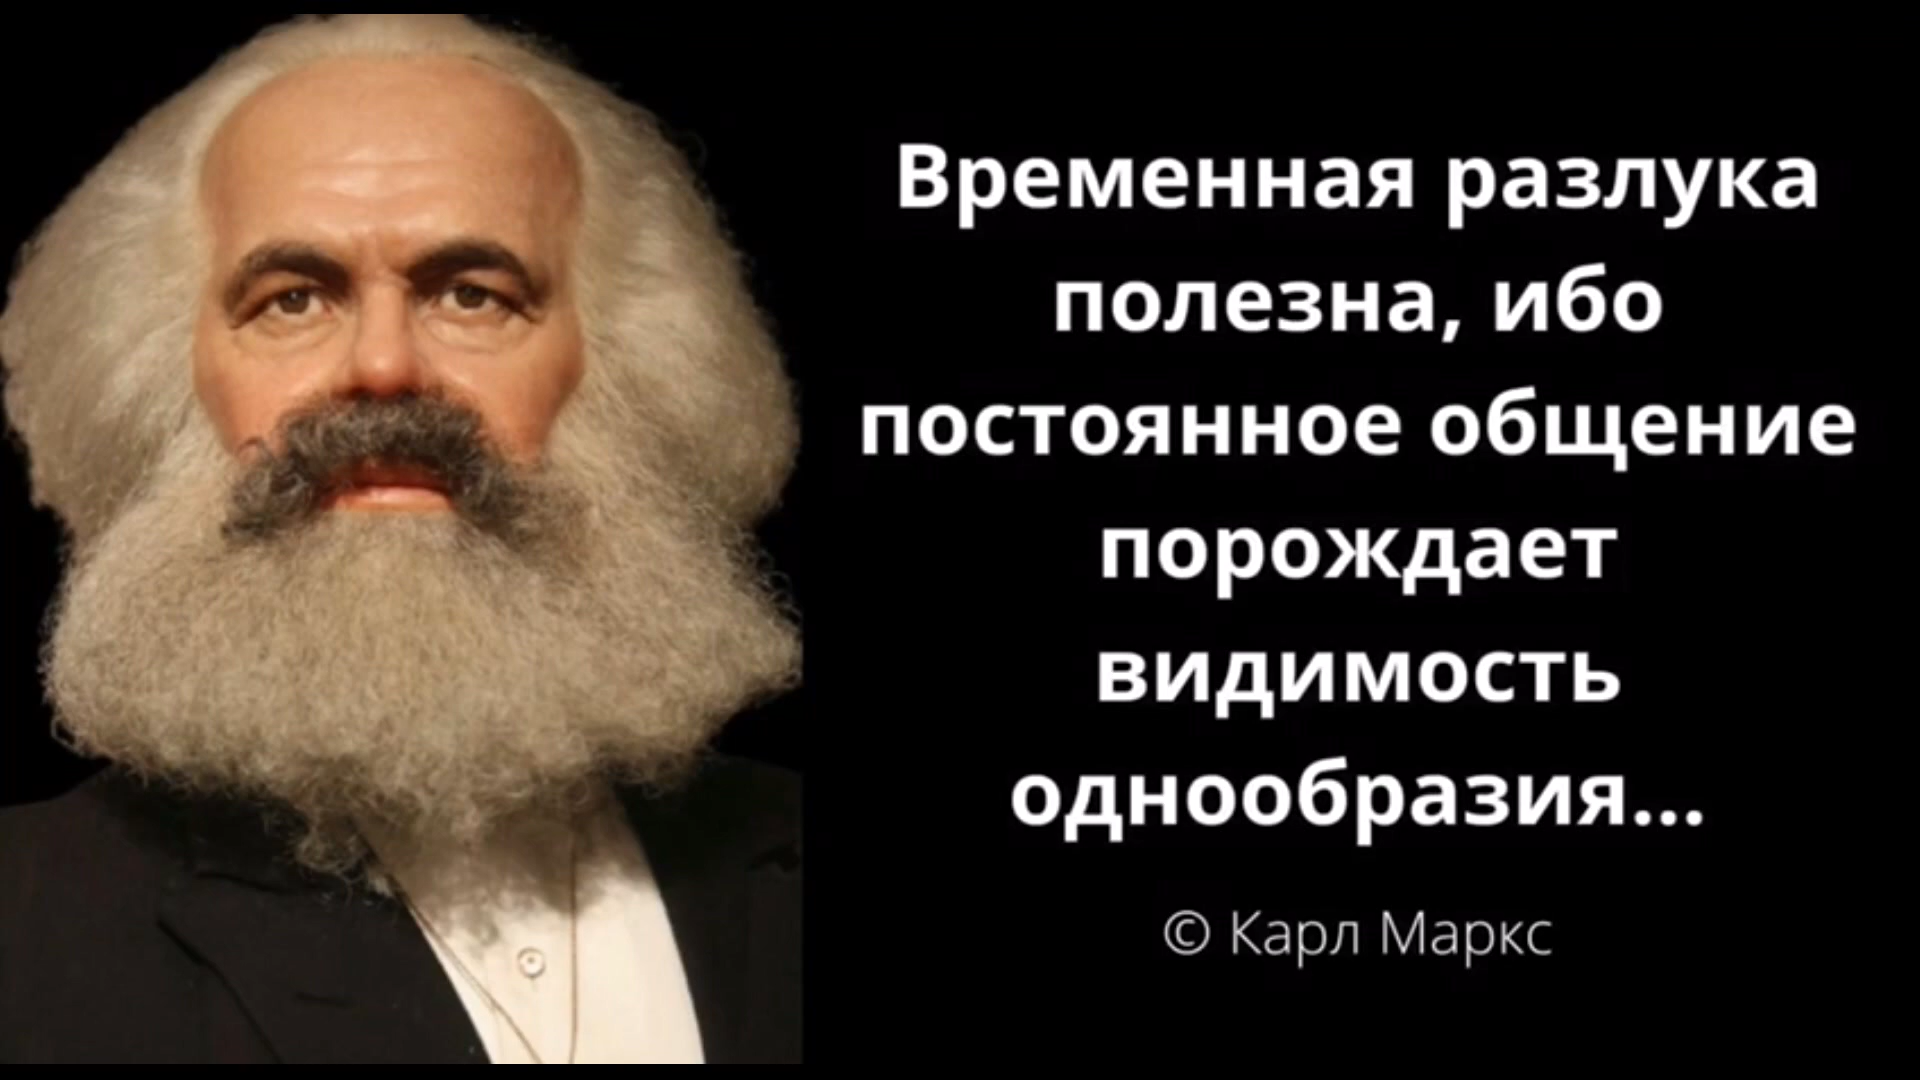 Временная разлука
полезна, ибо
постоянное общение
порождает
видимость
однообразия...
© Карл Маркс